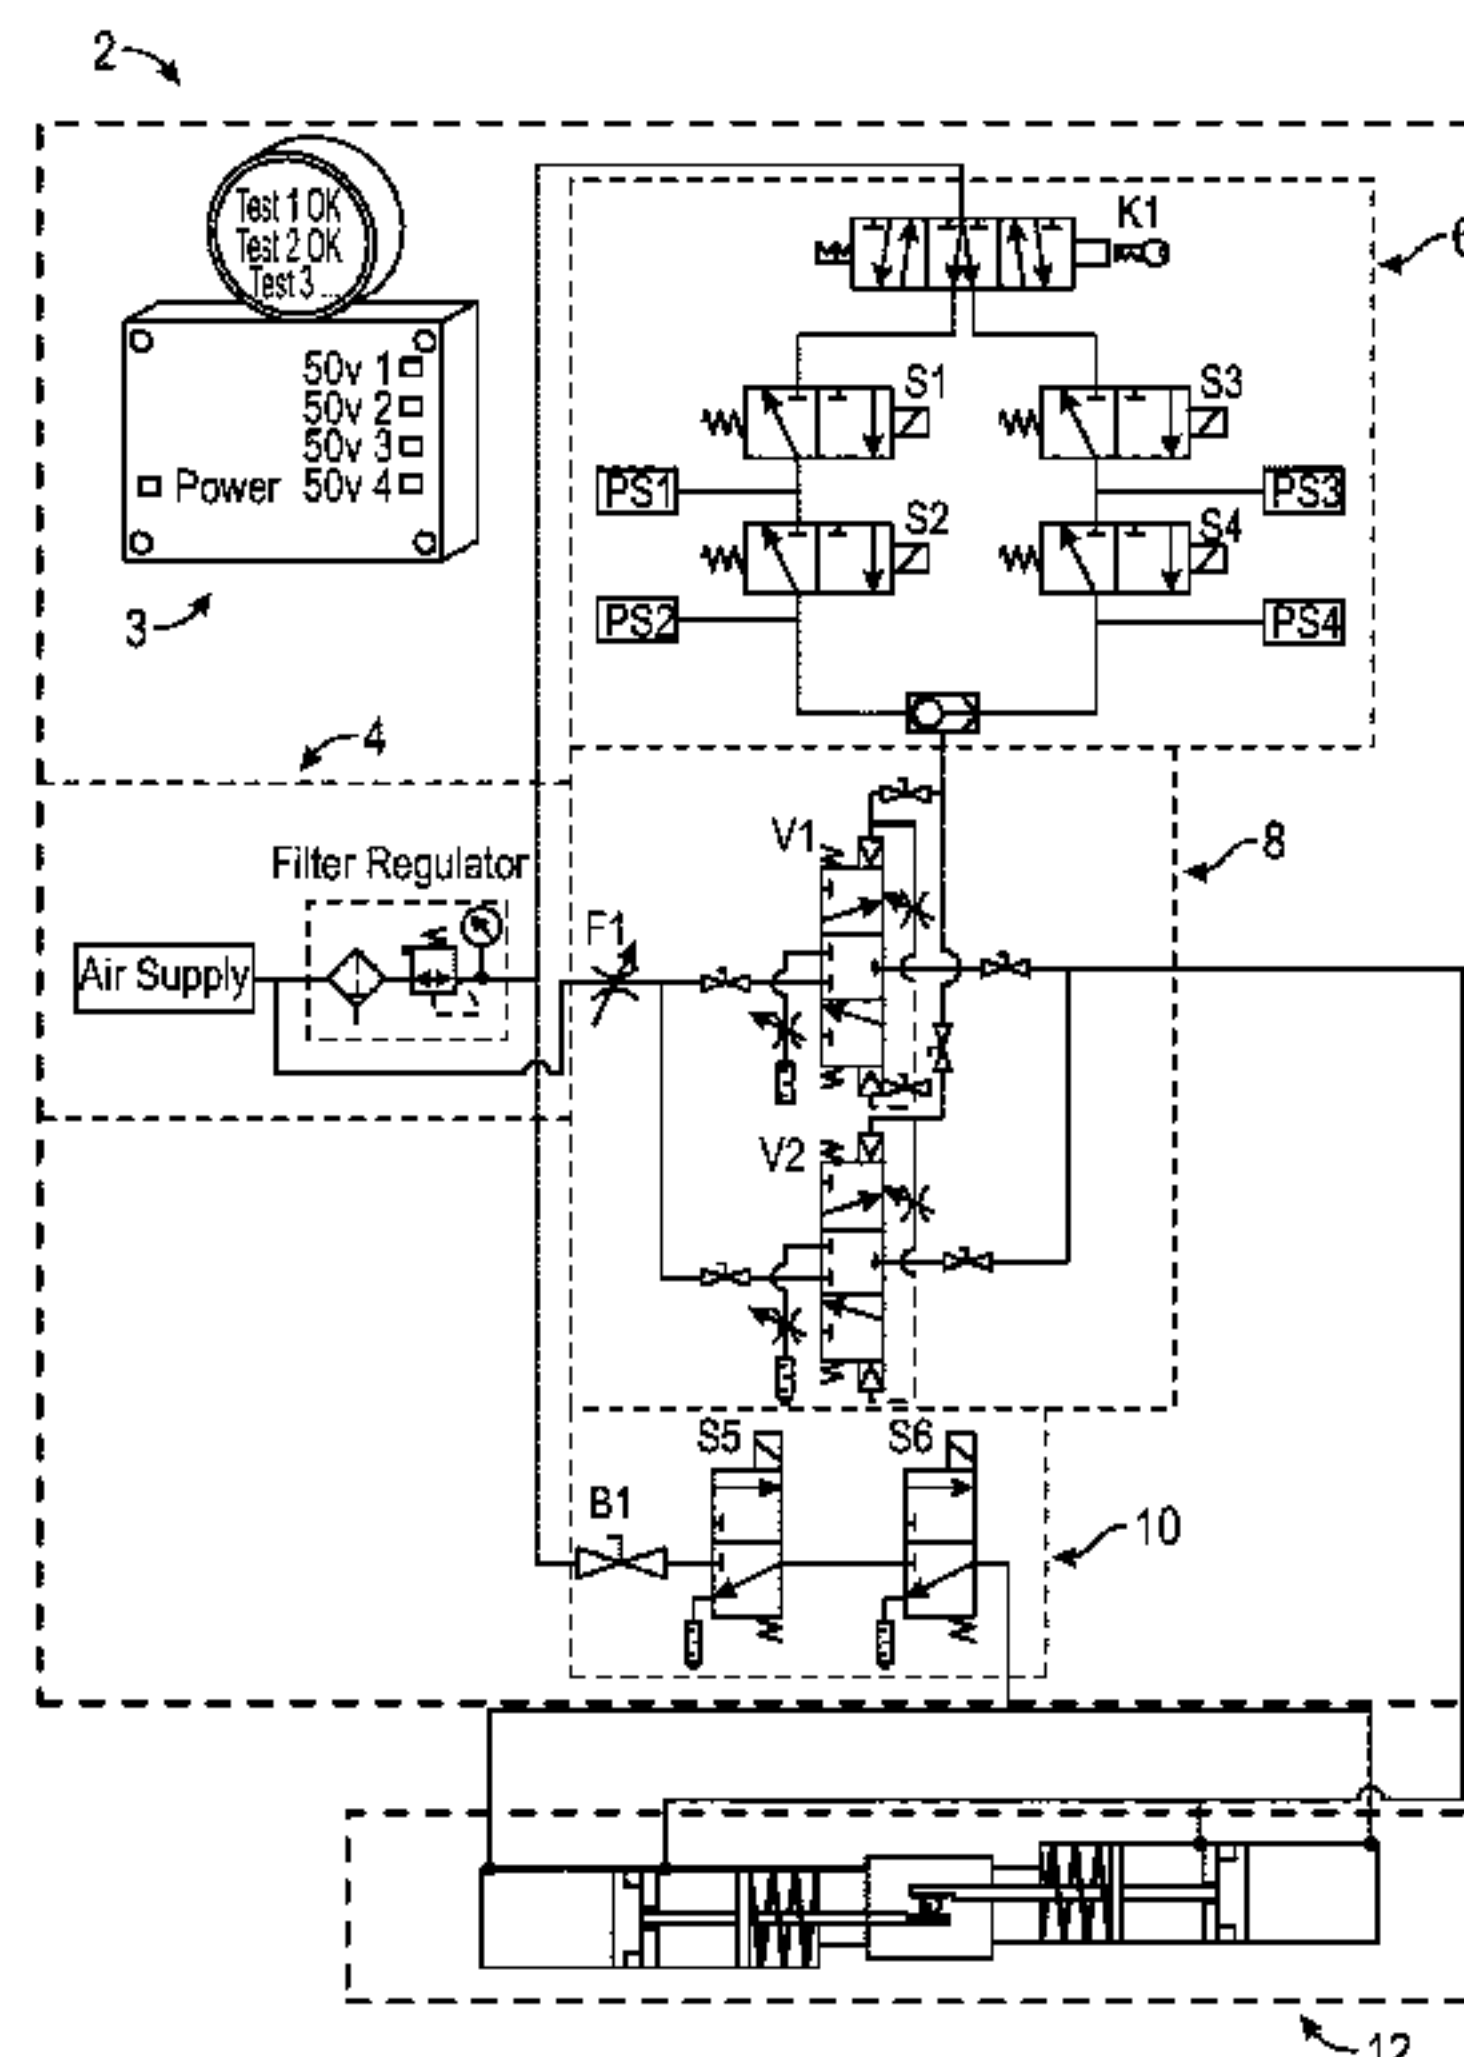 2
Test 1 OK
Test 2 OK
Test 3 ...
50v 1
50v 2
50v 3
50v 4
Power
3
K1
6
S1
S3
PS1
PS3
S2
S4
PS2
PS4
4
V1
8
Filter Regulator
F1
Air Supply
V2
S5
S6
B1
10
12